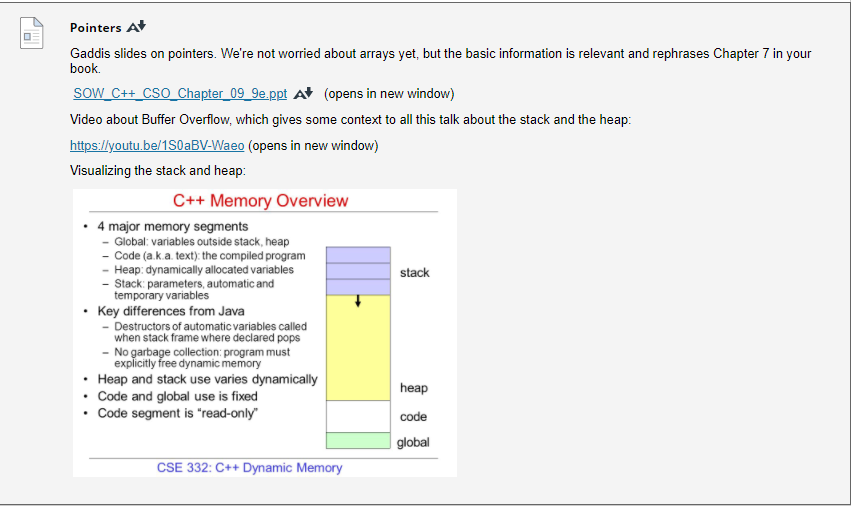 Pointers
Gaddis slides on pointers. We're not worried about arrays yet, but the basic information is relevant and rephrases Chapter 7 in your
book.
SOW_C++_CSO_Chapter_09_9e.ppt (opens in new window)
Video about Buffer Overflow, which gives some context to all this talk about the stack and the heap:
https://youtu.be/1S0aBV-Waeo (opens in new window)
Visualizing the stack and heap:
C++ Memory Overview
• 4 major memory segments
– Global: variables outside stack, heap
– Code (a.k.a. text): the compiled program
– Heap: dynamically allocated variables
– Stack: parameters, automatic and
temporary variables
• Key differences from Java
– Destructors of automatic variables called
when stack frame where declared pops
– No garbage collection: program must
explicitly free dynamic memory
• Heap and stack use varies dynamically
• Code and global use is fixed
• Code segment is “read-only”
stack
heap
code
global
CSE 332: C++ Dynamic Memory